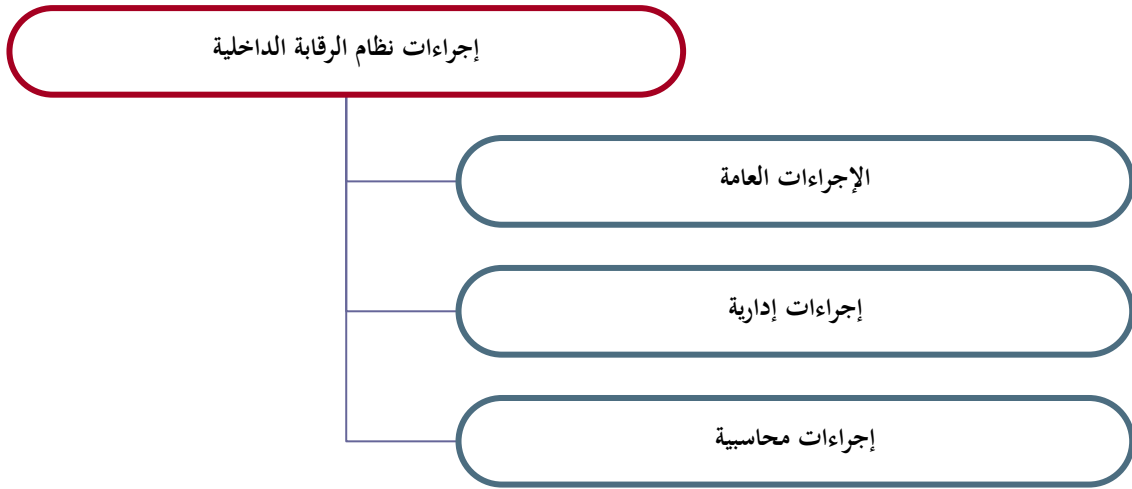 إجراءات نظام الرقابة الداخلية
الإجراءات العامة
إجراءات إدارية
إجراءات محاسبية